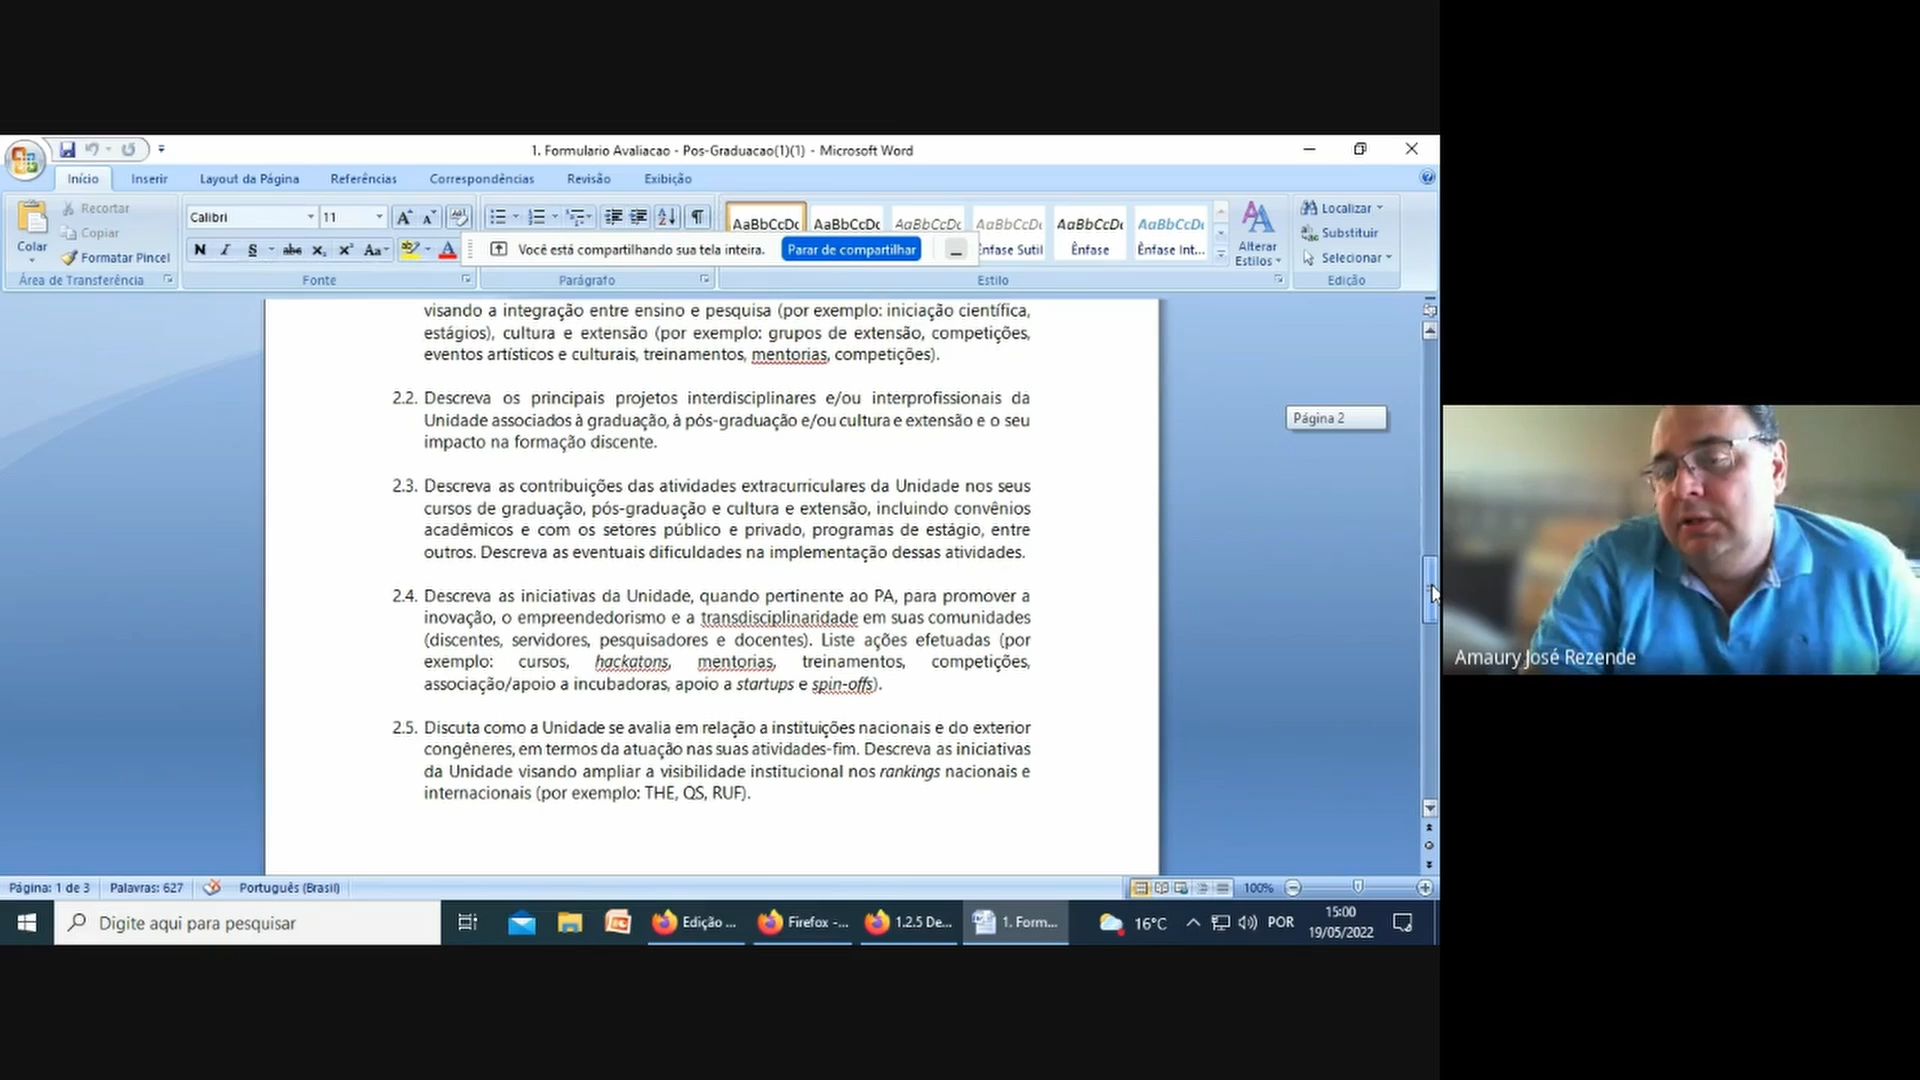 1. Formulario Avaliacao - Pos-Graduacao(1)(1) - Microsoft Word
Início Inserir Layout da Página Referências Correspondências Revisão Exibição
Colar
Recortar
Copiar
Formatar Pincel
Área de Transferência
Calibri 11
N I S abc x₂ x² Aa A
Fonte
Parágrafo
Você está compartilhando sua tela inteira. Parar de compartilhar
AaBbCcDc AaBbCcDc AaBbCcDc AaBbCcDc AaBbCcDc AaBbCcDc
Ênfase Sutil Ênfase Ênfase Int...
Estilo
Alterar
Estilos
Localizar
Substituir
Selecionar
Edição
visando a integração entre ensino e pesquisa (por exemplo: iniciação científica,
estágios), cultura e extensão (por exemplo: grupos de extensão, competições,
eventos artísticos e culturais, treinamentos, mentorias, competições).
2.2. Descreva os principais projetos interdisciplinares e/ou interprofissionais da
Unidade associados à graduação, à pós-graduação e/ou cultura e extensão e o seu
impacto na formação discente.
2.3. Descreva as contribuições das atividades extracurriculares da Unidade nos seus
cursos de graduação, pós-graduação e cultura e extensão, incluindo convênios
acadêmicos e com os setores público e privado, programas de estágio, entre
outros. Descreva as eventuais dificuldades na implementação dessas atividades.
2.4. Descreva as iniciativas da Unidade, quando pertinente ao PA, para promover a
inovação, o empreendedorismo e a transdisciplinaridade em suas comunidades
(discentes, servidores, pesquisadores e docentes). Liste ações efetuadas (por
exemplo: cursos, hackatons, mentorias, treinamentos, competições,
associação/apoio a incubadoras, apoio a startups e spin-offs).
2.5. Discuta como a Unidade se avalia em relação a instituições nacionais e do exterior
congêneres, em termos da atuação nas suas atividades-fim. Descreva as iniciativas
da Unidade visando ampliar a visibilidade institucional nos rankings nacionais e
internacionais (por exemplo: THE, QS, RUF).
Página 2
Amaury José Rezende
Página: 1 de 3 Palavras: 627 Português (Brasil) 100%
Digite aqui para pesquisar
Edição ...
Firefox -...
1.2.5 De...
1. Form...
16°C
POR
15:00
19/05/2022